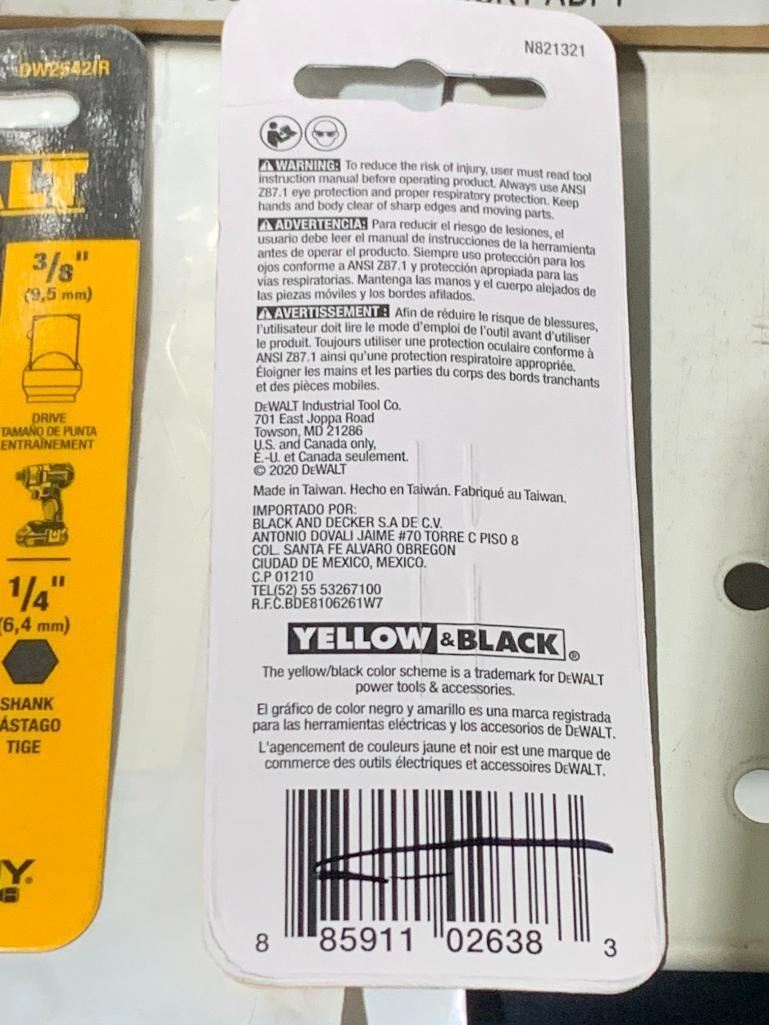 DW2542IR
3/8"
(9,5 mm)
DRIVE
TAMAÑO DE PUNTA
ENTRAÎNEMENT
1/4"
(6,4 mm)
SHANK
ÁSTAGO
TIGE
N821321
WARNING: To reduce the risk of injury, user must read tool
instruction manual before operating product. Always use ANSI
Z87.1 eye protection and proper respiratory protection. Keep
hands and body clear of sharp edges and moving parts.
ADVERTENCIA: Para reducir el riesgo de lesiones, el
usuario debe leer el manual de instrucciones de la herramienta
antes de operar el producto. Siempre uso protección para los
ojos conforme a ANSI Z87.1 y protección apropiada para las
vías respiratorias. Mantenga las manos y el cuerpo alejados de
las piezas móviles y los bordes afilados.
AVERTISSEMENT : Afin de réduire le risque de blessures,
l'utilisateur doit lire le mode d'emploi de l'outil avant d'utiliser
le produit. Toujours utiliser une protection oculaire conforme à
ANSI Z87.1 ainsi qu'une protection respiratoire appropriée.
Éloigner les mains et les parties du corps des bords tranchants
et des pièces mobiles.
DEWALT Industrial Tool Co.
701 East Joppa Road
Towson, MD 21286
U.S. and Canada only,
É.-U. et Canada seulement.
© 2020 DEWALT
Made in Taiwan. Hecho en Taiwán. Fabriqué au Taiwan.
IMPORTADO POR:
BLACK AND DECKER S.A DE C.V.
ANTONIO DOVALI JAIME #70 TORRE C PISO 8
COL. SANTA FE ALVARO OBREGON
CIUDAD DE MEXICO, MEXICO.
C.P 01210
TEL(52) 55 53267100
R.F.C.BDE8106261W7
YELLOW &BLACK®
The yellow/black color scheme is a trademark for DEWALT
power tools & accessories.
El gráfico de color negro y amarillo es una marca registrada
para las herramientas eléctricas y los accesorios de DEWALT.
L'agencement de couleurs jaune et noir est une marque de
commerce des outils électriques et accessoires DEWALT.
8 85911 02638 3